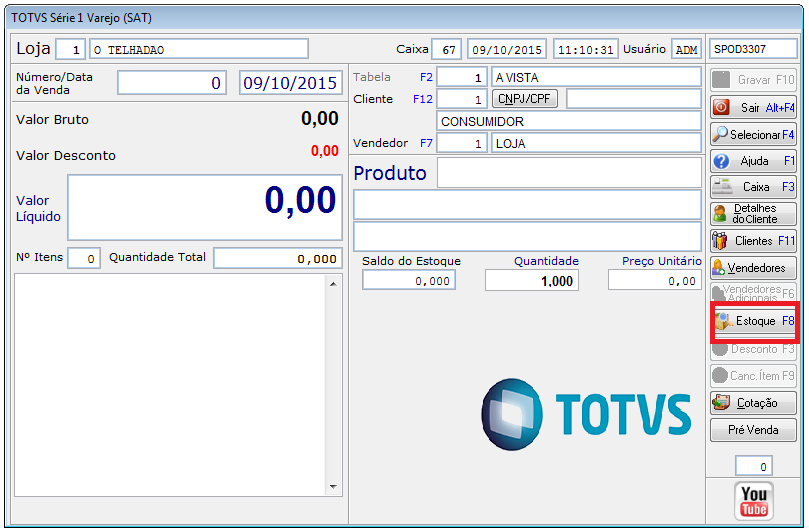 TOTVS Série 1 Varejo (SAT)
Loja 1 O TELHADAO Caixa 67 09/10/2015 11:10:31 Usuário ADM SPOD3307
Número/Data da Venda 0 09/10/2015
Valor Bruto 0,00
Valor Desconto 0,00
Valor Líquido 0,00
Nº Itens 0 Quantidade Total 0,000
Tabela F2 1 A VISTA
Cliente F12 1 CNPJ/CPF
CONSUMIDOR
Vendedor F7 1 LOJA
Produto
Saldo do Estoque Quantidade Preço Unitário
0,000 1,000 0,00
TOTVS
Gravar F10
Sair Alt+F4
Selecionar F4
Ajuda F1
Caixa F3
Detalhes do Cliente
Clientes F11
Vendedores
Vendedores Adicionais F6
Estoque F8
Desconto F3
Canc.Ítem F9
Cotação
Pré Venda
0
You
Tube